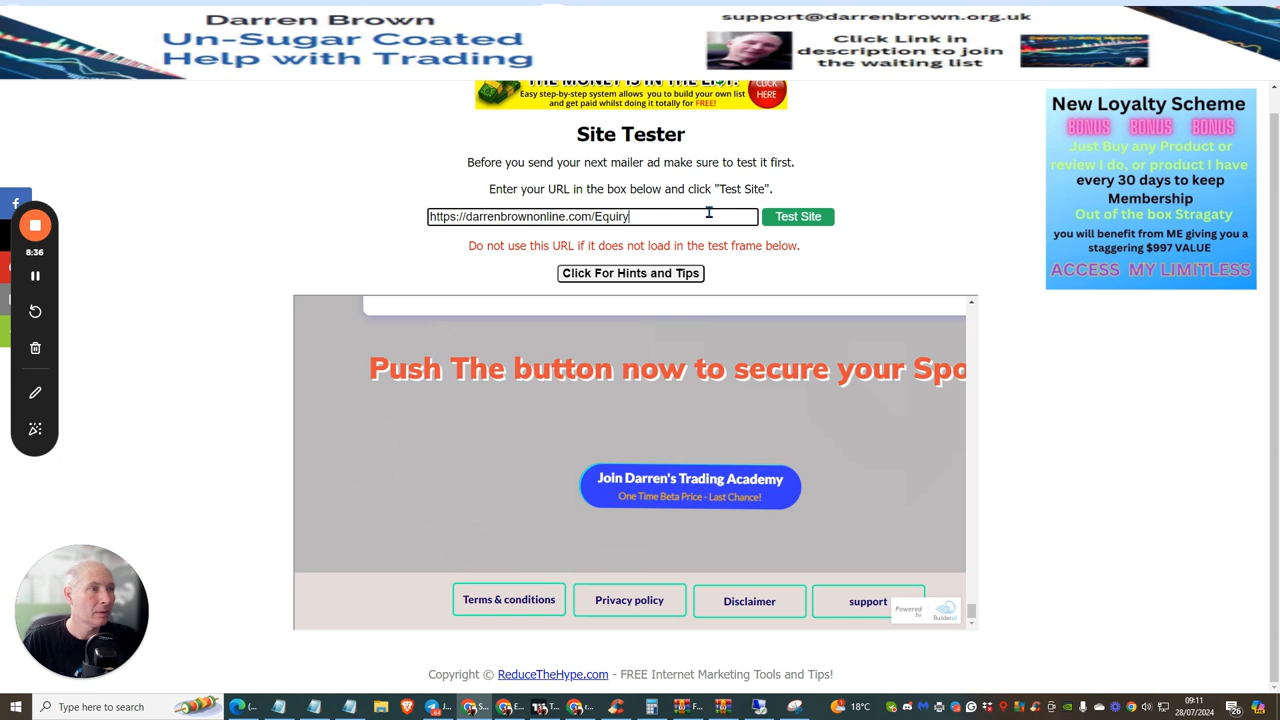 Darren Brown
Un-Sugar Coated
Help with Trading
support@darrenbrown.org.uk
Click Link in
description to join
the waiting list
THE MONEY IS IN THE LIST!
Easy step-by-step system allows you to build your own list
and get paid whilst doing it totally for FREE!
CLICK
HERE
Site Tester
Before you send your next mailer ad make sure to test it first.
Enter your URL in the box below and click "Test Site".
https://darrenbrownonline.com/Equiry
Test Site
Do not use this URL if it does not load in the test frame below.
Click For Hints and Tips
New Loyalty Scheme
BONUS BONUS BONUS
Just Buy any Product or
review I do, or product I have
every 30 days to keep
Membership
Out of the box Stragaty
you will benefit from ME giving you a
staggering $997 VALUE
ACCESS MY LIMITLESS
8:36
Push The button now to secure your Spo
Join Darren's Trading Academy
One Time Beta Price - Last Chance!
Terms & conditions
Privacy policy
Disclaimer
support
Powered
by
Builderall
Copyright © ReduceTheHype.com - FREE Internet Marketing Tools and Tips!
Type here to search
18°C
09:11
28/07/2024